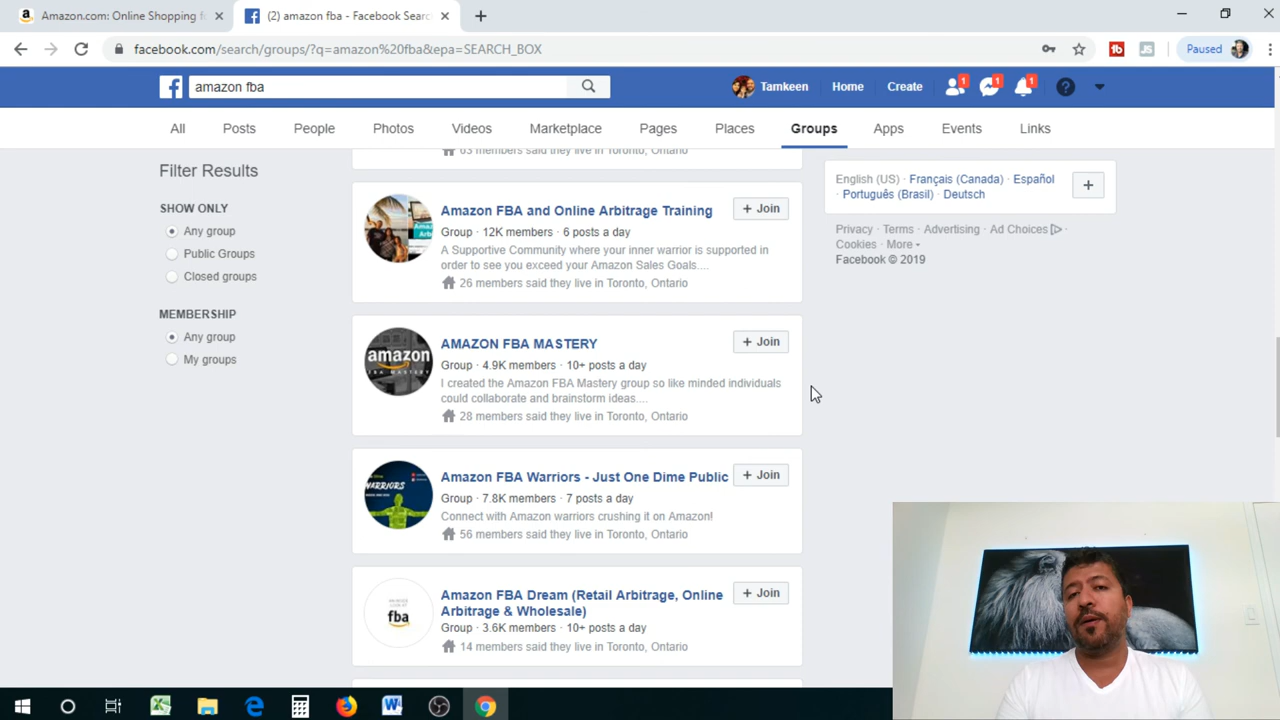 Amazon.com: Online Shopping f
(2) amazon fba - Facebook Searc
facebook.com/search/groups/?q=amazon%20fba&epa=SEARCH_BOX
Paused
amazon fba
Tamkeen
Home
Create
1
1
1
All
Posts
People
Photos
Videos
Marketplace
Pages
Places
Groups
Apps
Events
Links
Filter Results
SHOW ONLY
Any group
Public Groups
Closed groups
MEMBERSHIP
Any group
My groups
63 members said they live in Toronto, Ontario
Amazon FBA and Online Arbitrage Training
+ Join
Group · 12K members · 6 posts a day
A Supportive Community where your inner warrior is supported in
order to see you exceed your Amazon Sales Goals....
26 members said they live in Toronto, Ontario
amazon
FBA MASTERY
AMAZON FBA MASTERY
+ Join
Group · 4.9K members · 10+ posts a day
I created the Amazon FBA Mastery group so like minded individuals
could collaborate and brainstorm ideas....
28 members said they live in Toronto, Ontario
WARRIORS
Amazon FBA Warriors - Just One Dime Public
+ Join
Group · 7.8K members · 7 posts a day
Connect with Amazon warriors crushing it on Amazon!
56 members said they live in Toronto, Ontario
fba
Amazon FBA Dream (Retail Arbitrage, Online
Arbitrage & Wholesale)
+ Join
Group · 3.6K members · 10+ posts a day
14 members said they live in Toronto, Ontario
English (US) · Français (Canada) · Español
· Português (Brasil) · Deutsch
+
Privacy · Terms · Advertising · Ad Choices ·
Cookies · More
Facebook © 2019